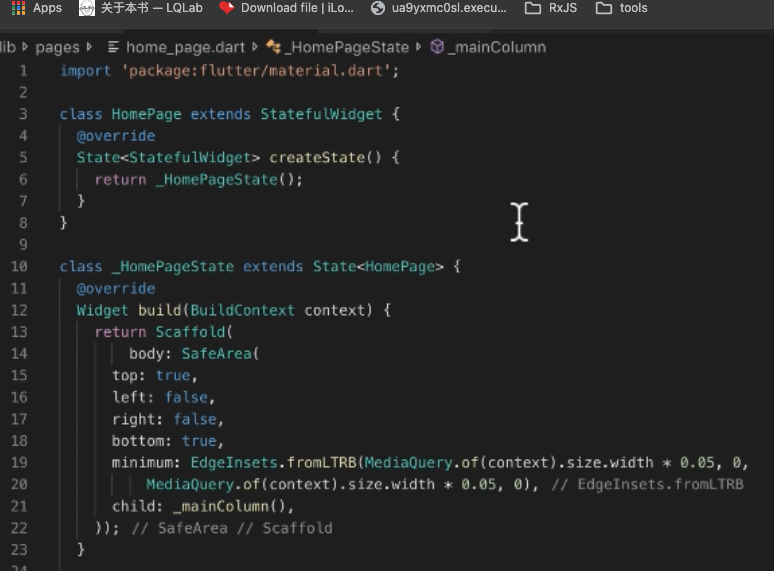 Apps 关于本书 — LQLab Download file | iLo... ua9yxmc0sl.execu... RxJS tools
lib pages home_page.dart _HomePageState _mainColumn
1 import 'package:flutter/material.dart';
2
3 class HomePage extends StatefulWidget {
4 @override
5 State<StatefulWidget> createState() {
6 return _HomePageState();
7 }
8 }
9
10 class _HomePageState extends State<HomePage> {
11 @override
12 Widget build(BuildContext context) {
13 return Scaffold(
14 body: SafeArea(
15 top: true,
16 left: false,
17 right: false,
18 bottom: true,
19 minimum: EdgeInsets.fromLTRB(MediaQuery.of(context).size.width * 0.05, 0,
20 MediaQuery.of(context).size.width * 0.05, 0), // EdgeInsets.fromLTRB
21 child: _mainColumn(),
22 )); // SafeArea // Scaffold
23 }
24